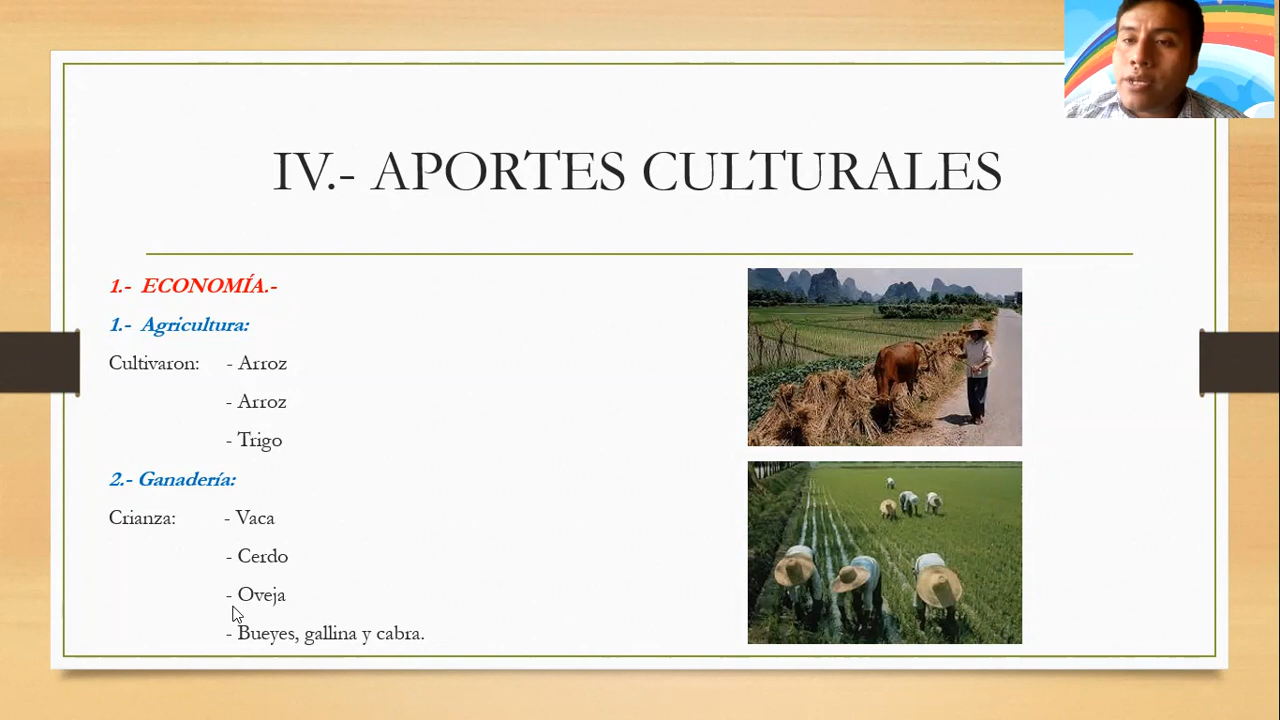 IV.- APORTES CULTURALES
1.- ECONOMÍA.-
1.- Agricultura:
Cultivaron: - Arroz
- Arroz
- Trigo
2.- Ganadería:
Crianza: - Vaca
- Cerdo
- Oveja
- Bueyes, gallina y cabra.